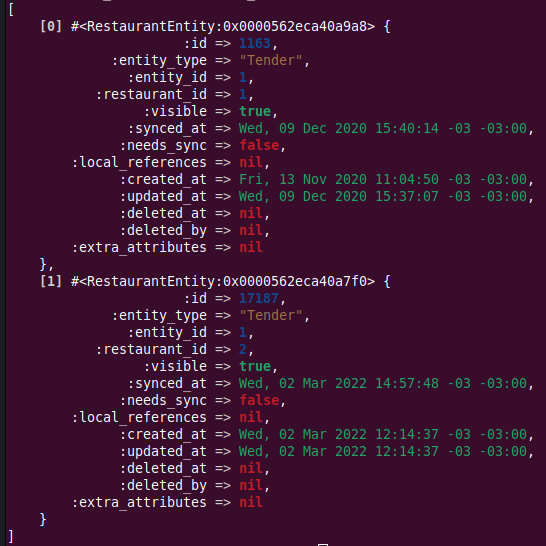 [
    [0] #<RestaurantEntity:0x0000562eca40a9a8> {
                      :id => 1163,
             :entity_type => "Tender",
               :entity_id => 1,
           :restaurant_id => 1,
                 :visible => true,
               :synced_at => Wed, 09 Dec 2020 15:40:14 -03 -03:00,
              :needs_sync => false,
        :local_references => nil,
              :created_at => Fri, 13 Nov 2020 11:04:50 -03 -03:00,
              :updated_at => Wed, 09 Dec 2020 15:37:07 -03 -03:00,
              :deleted_at => nil,
              :deleted_by => nil,
        :extra_attributes => nil
    },
    [1] #<RestaurantEntity:0x0000562eca40a7f0> {
                      :id => 17187,
             :entity_type => "Tender",
               :entity_id => 1,
           :restaurant_id => 2,
                 :visible => true,
               :synced_at => Wed, 02 Mar 2022 14:57:48 -03 -03:00,
              :needs_sync => false,
        :local_references => nil,
              :created_at => Wed, 02 Mar 2022 12:14:37 -03 -03:00,
              :updated_at => Wed, 02 Mar 2022 12:14:37 -03 -03:00,
              :deleted_at => nil,
              :deleted_by => nil,
        :extra_attributes => nil
    }
]